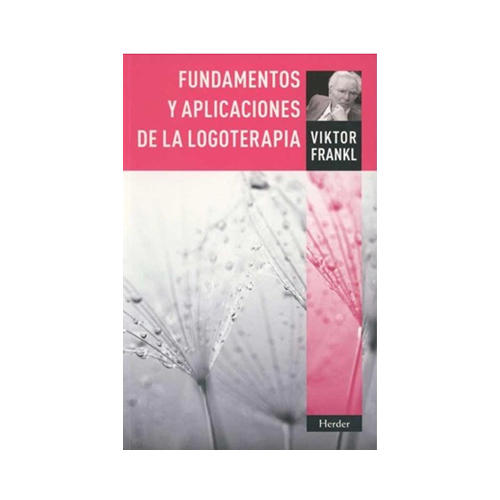 FUNDAMENTOS
Y APLICACIONES
DE LA LOGOTERAPIA
VIKTOR
FRANKL
Herder